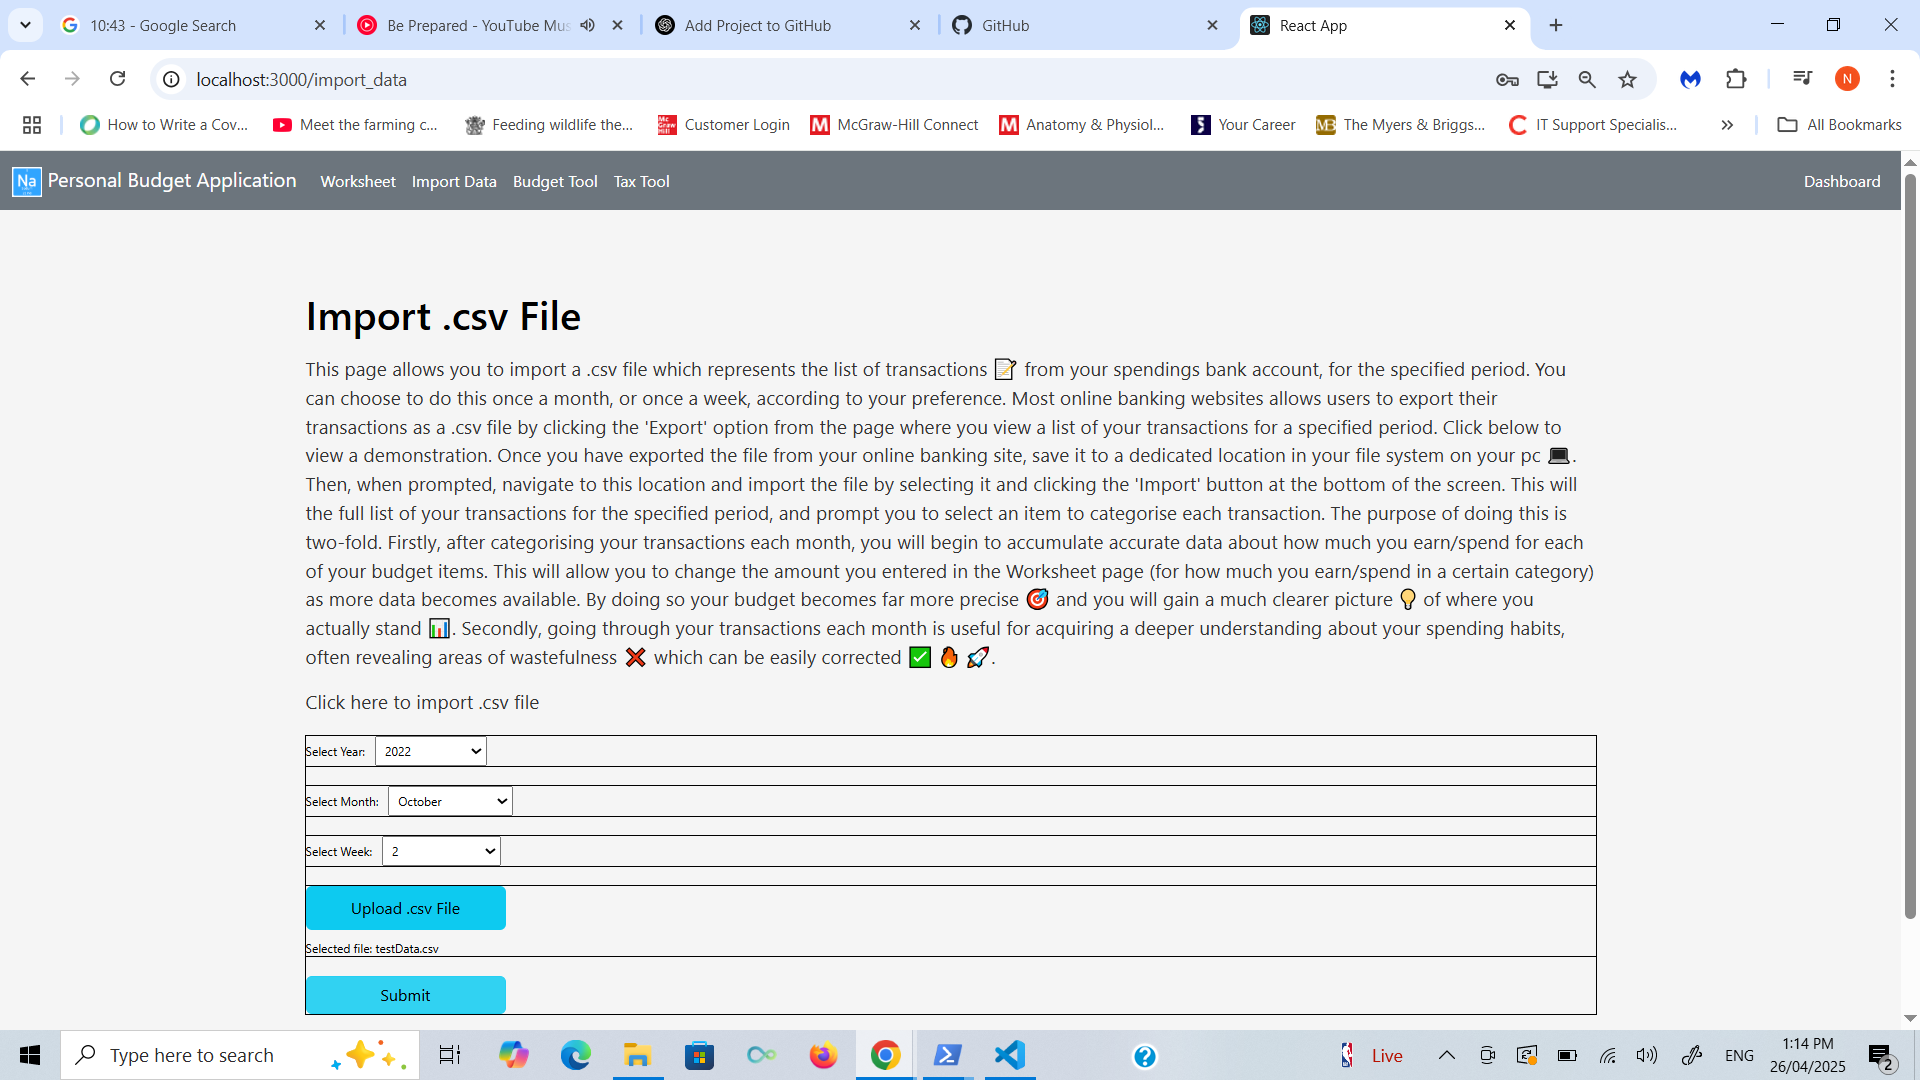 10:43 - Google Search
Be Prepared - YouTube Mus
Add Project to GitHub
GitHub
React App
localhost:3000/import_data
N
How to Write a Cov...
Meet the farming c...
Feeding wildlife the...
Mc Graw Hill
Customer Login
M
McGraw-Hill Connect
M
Anatomy & Physiol...
Your Career
MB
The Myers & Briggs...
IT Support Specialis...
All Bookmarks
Na
Personal Budget Application
Worksheet
Import Data
Budget Tool
Tax Tool
Dashboard
Import .csv File
This page allows you to import a .csv file which represents the list of transactions 📝 from your spendings bank account, for the specified period. You
can choose to do this once a month, or once a week, according to your preference. Most online banking websites allows users to export their
transactions as a .csv file by clicking the 'Export' option from the page where you view a list of your transactions for a specified period. Click below to
view a demonstration. Once you have exported the file from your online banking site, save it to a dedicated location in your file system on your pc 💻.
Then, when prompted, navigate to this location and import the file by selecting it and clicking the 'Import' button at the bottom of the screen. This will
the full list of your transactions for the specified period, and prompt you to select an item to categorise each transaction. The purpose of doing this is
two-fold. Firstly, after categorising your transactions each month, you will begin to accumulate accurate data about how much you earn/spend for each
of your budget items. This will allow you to change the amount you entered in the Worksheet page (for how much you earn/spend in a certain category)
as more data becomes available. By doing so your budget becomes far more precise 🎯 and you will gain a much clearer picture 💡 of where you
actually stand 📊. Secondly, going through your transactions each month is useful for acquiring a deeper understanding about your spending habits,
often revealing areas of wastefulness ❌ which can be easily corrected ✅ 🔥 🚀.
Click here to import .csv file
Select Year: 2022
Select Month: October
Select Week: 2
Upload .csv File
Selected file: testData.csv
Submit
Type here to search
Live
ENG
1:14 PM
26/04/2025
2